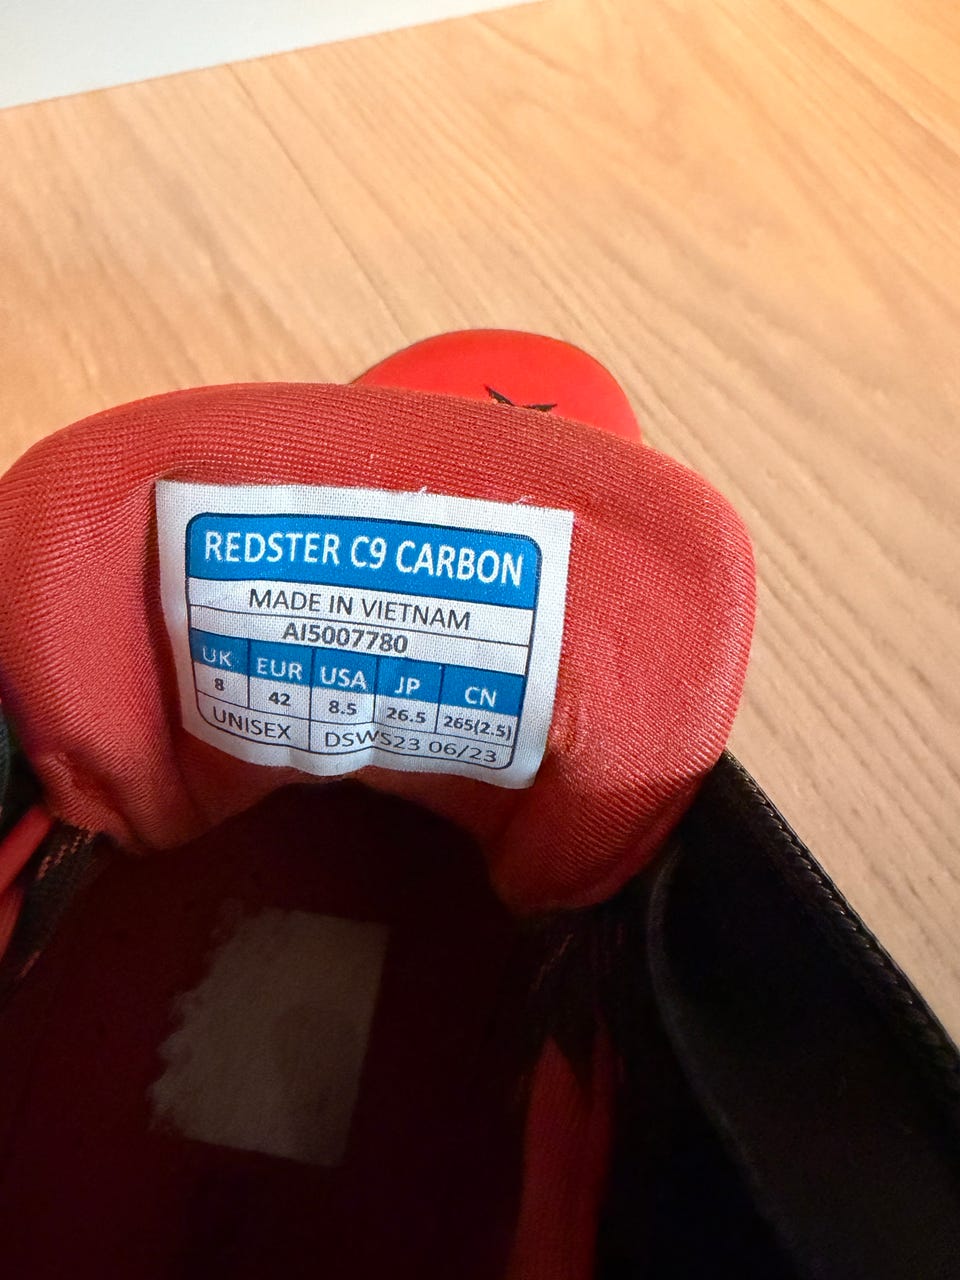 REDSTER C9 CARBON
MADE IN VIETNAM
AI5007780
UK EUR USA JP CN
8 42 8.5 26.5 265(2.5)
UNISEX DSWS23 06/23